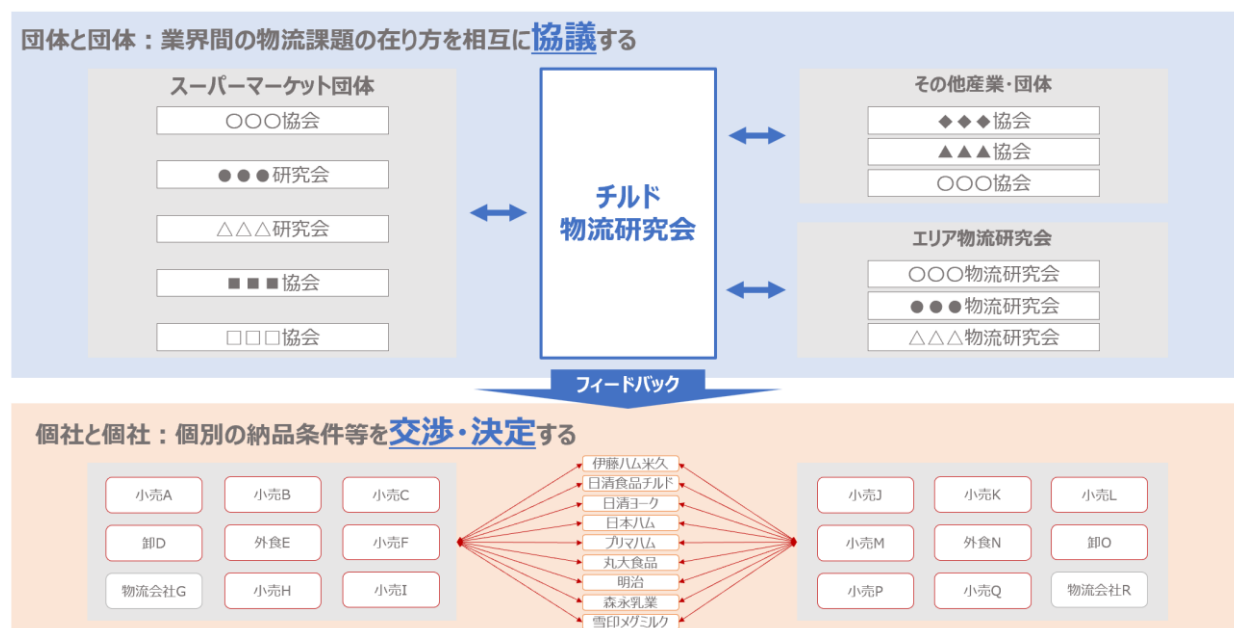 団体と団体：業界間の物流課題の在り方を相互に協議する
スーパーマーケット団体
〇〇〇協会
●●●研究会
△△△研究会
■■■協会
□□□協会
チルド
物流研究会
その他産業・団体
◆◆◆協会
▲▲▲協会
〇〇〇協会
エリア物流研究会
〇〇〇物流研究会
●●●物流研究会
△△△物流研究会
フィードバック
個社と個社：個別の納品条件等を交渉・決定する
小売A
小売B
小売C
卸D
外食E
小売F
物流会社G
小売H
小売I
伊藤ハム米久
日清食品チルド
日清ヨーク
日本ハム
プリマハム
丸大食品
明治
森永乳業
雪印メグミルク
小売J
小売K
小売L
小売M
外食N
卸O
小売P
小売Q
物流会社R